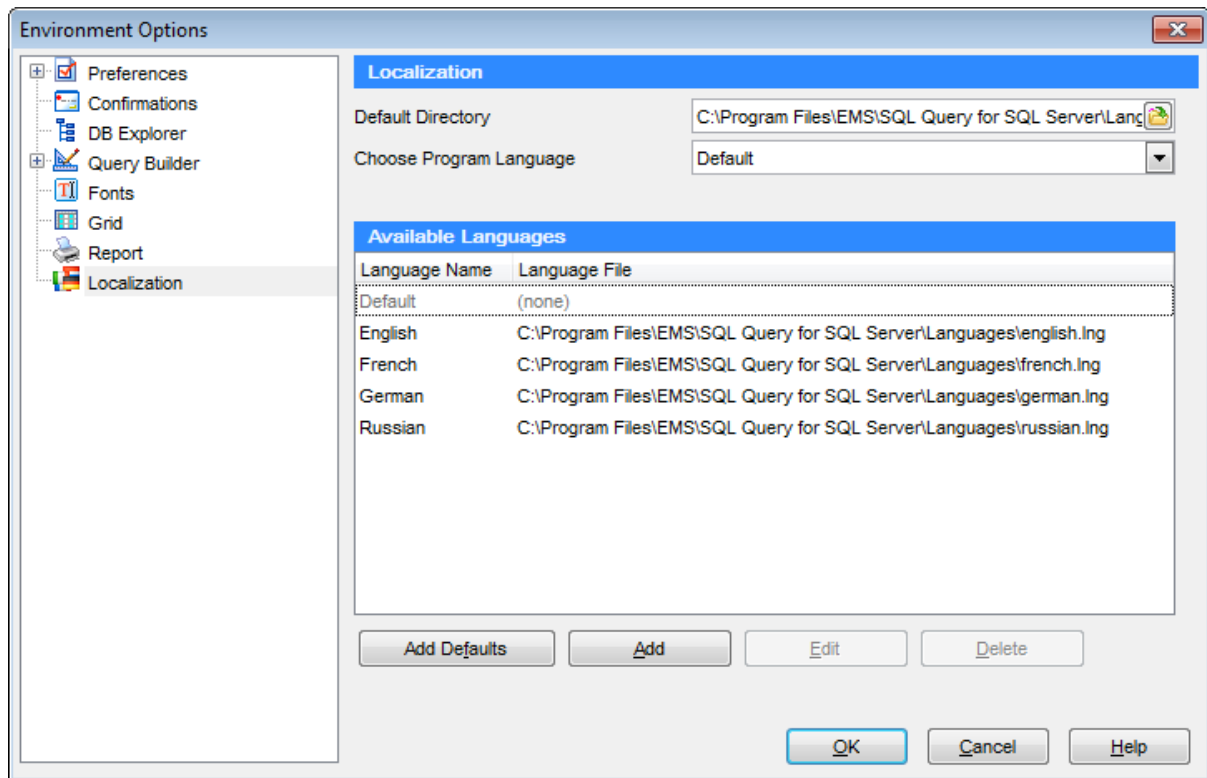 Environment Options
Preferences
Confirmations
DB Explorer
Query Builder
Fonts
Grid
Report
Localization
Localization
Default Directory C:\Program Files\EMS\SQL Query for SQL Server\Lang
Choose Program Language Default
Available Languages
Language Name Language File
Default (none)
English C:\Program Files\EMS\SQL Query for SQL Server\Languages\english.lng
French C:\Program Files\EMS\SQL Query for SQL Server\Languages\french.lng
German C:\Program Files\EMS\SQL Query for SQL Server\Languages\german.lng
Russian C:\Program Files\EMS\SQL Query for SQL Server\Languages\russian.lng
Add Defaults Add Edit Delete
OK Cancel Help